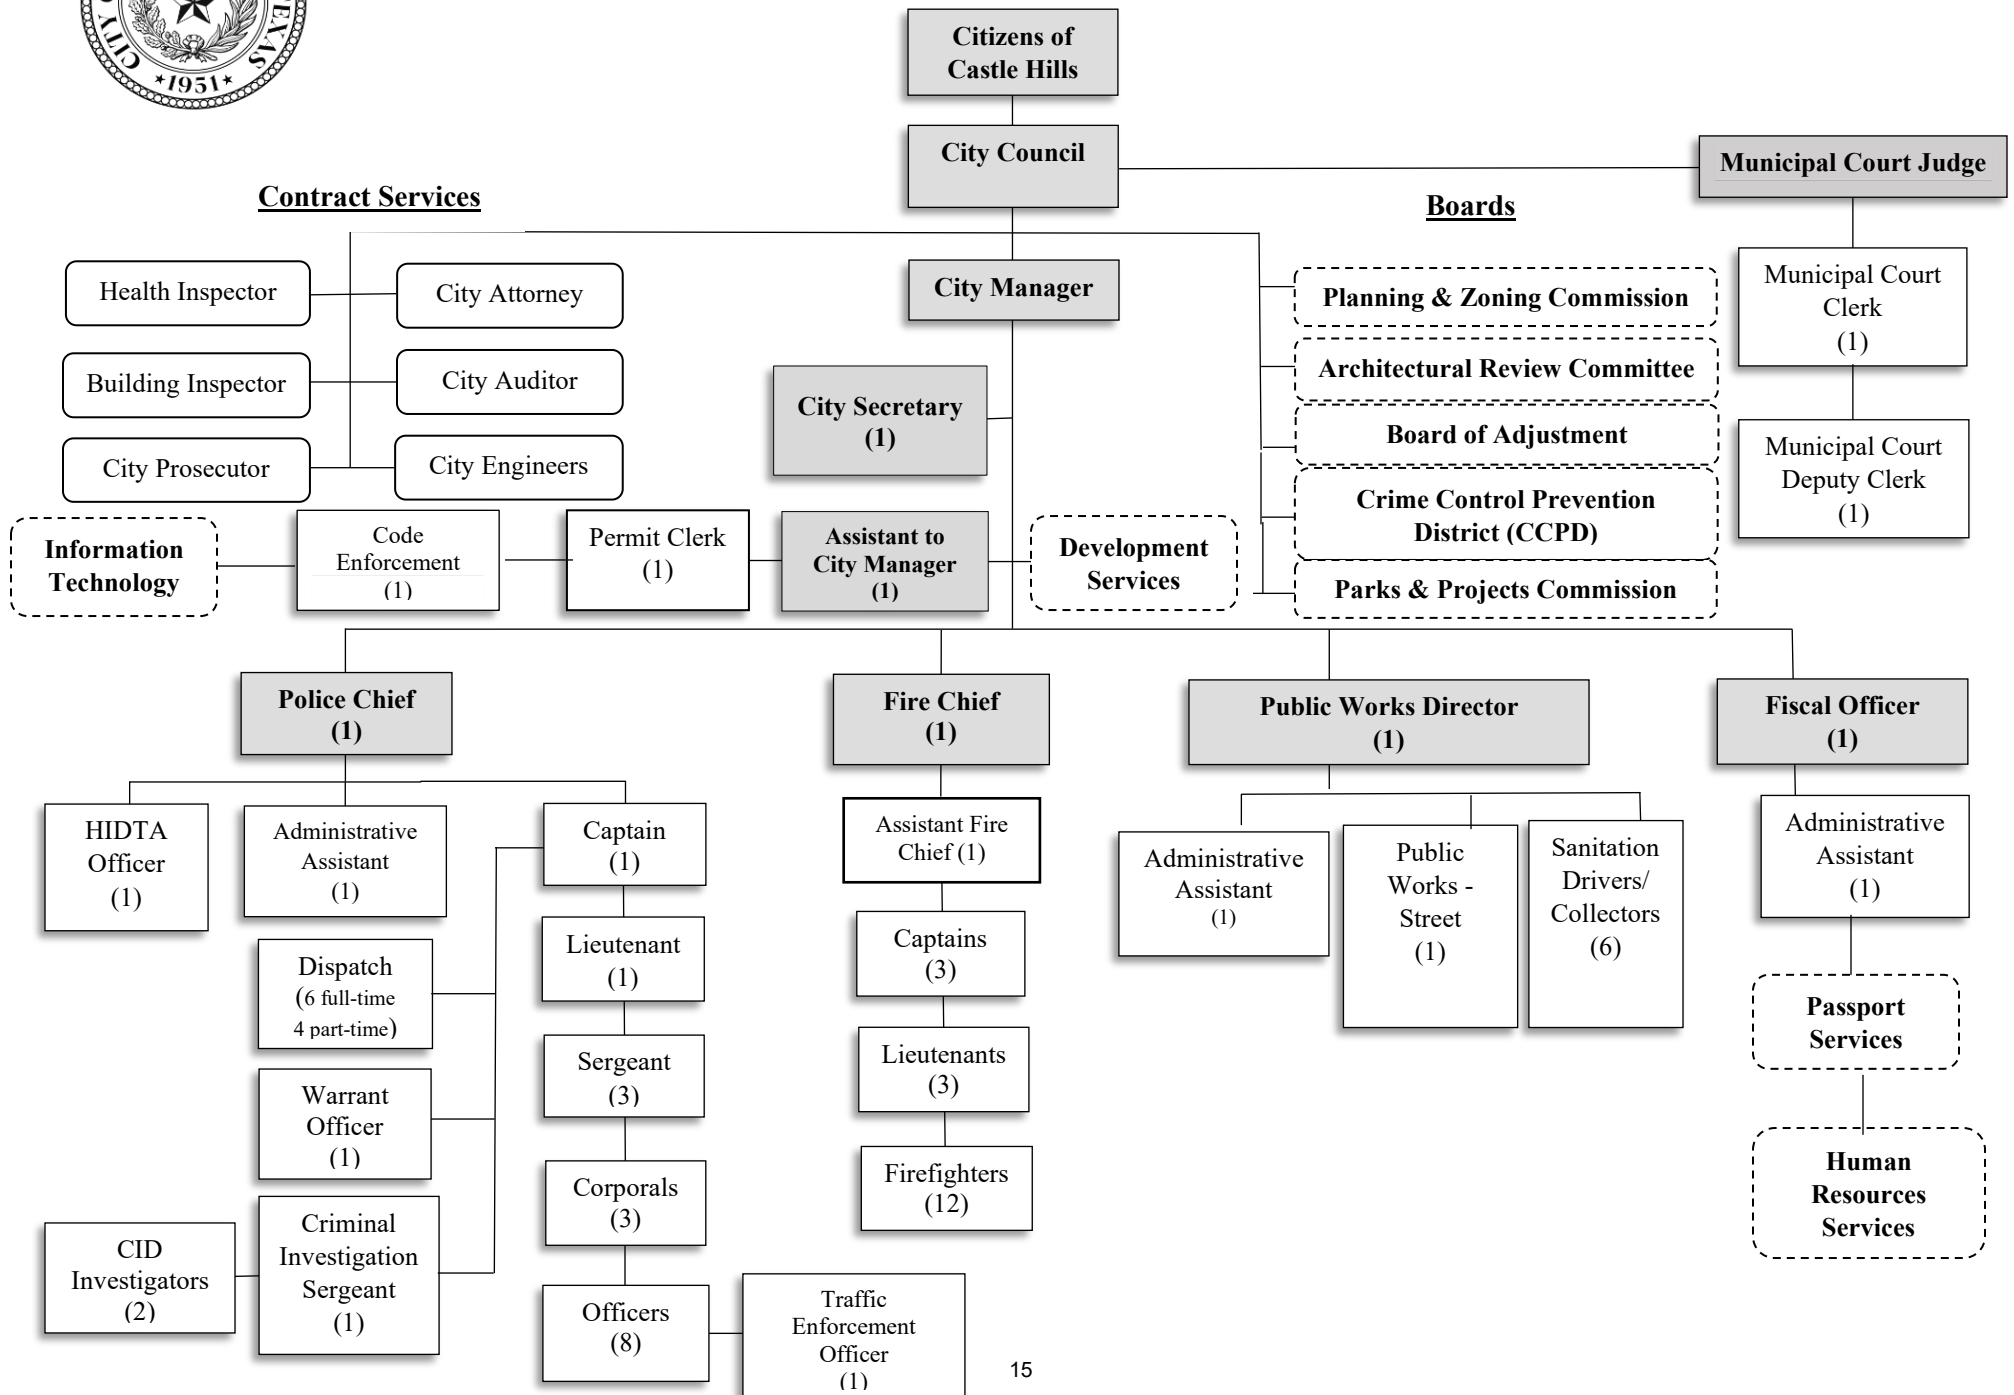 CITY
TEXAS
*1951*
Citizens of
Castle Hills
City Council
Municipal Court Judge
Contract Services
Boards
Health Inspector
City Attorney
Building Inspector
City Auditor
City Prosecutor
City Engineers
City Manager
City Secretary
(1)
Planning & Zoning Commission
Architectural Review Committee
Board of Adjustment
Crime Control Prevention
District (CCPD)
Parks & Projects Commission
Municipal Court
Clerk
(1)
Municipal Court
Deputy Clerk
(1)
Information
Technology
Code
Enforcement
(1)
Permit Clerk
(1)
Assistant to
City Manager
(1)
Development
Services
Police Chief
(1)
Fire Chief
(1)
Public Works Director
(1)
Fiscal Officer
(1)
HIDTA
Officer
(1)
Administrative
Assistant
(1)
Captain
(1)
Dispatch
(6 full-time
4 part-time)
Lieutenant
(1)
Warrant
Officer
(1)
Sergeant
(3)
Corporals
(3)
CID
Investigators
(2)
Criminal
Investigation
Sergeant
(1)
Officers
(8)
Traffic
Enforcement
Officer
(1)
Assistant Fire
Chief (1)
Captains
(3)
Lieutenants
(3)
Firefighters
(12)
Administrative
Assistant
(1)
Public
Works -
Street
(1)
Sanitation
Drivers/
Collectors
(6)
Administrative
Assistant
(1)
Passport
Services
Human
Resources
Services
15